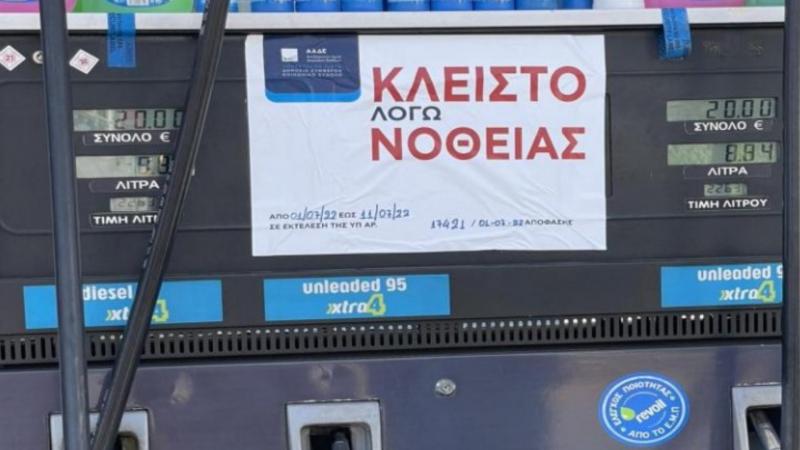 ΑΑΔΕ
ΚΛΕΙΣΤΟ
ΛΟΓΩ
ΝΟΘΕΙΑΣ
ΑΠΟ 01/07/22 ΕΩΣ 11/07/22
ΣΕ ΕΚΤΕΛΕΣΗ ΤΗΣ ΥΠ ΑΡ. 17421 / 01-07-22 ΑΠΟΦΑΣΗΣ
20.00
ΣΥΝΟΛΟ €
ΛΙΤΡΑ
ΤΙΜΗ ΛΙΤΡΟΥ
20.00
ΣΥΝΟΛΟ €
8.94
ΛΙΤΡΑ
ΤΙΜΗ ΛΙΤΡΟΥ
diesel
xtra4
unleaded 95
xtra4
unleaded 9
xtra4
ΕΛΕΓΧΟΣ ΠΟΙΟΤΗΤΑΣ
revoil
ΑΠΟ ΤΟ Ε.Μ.Π